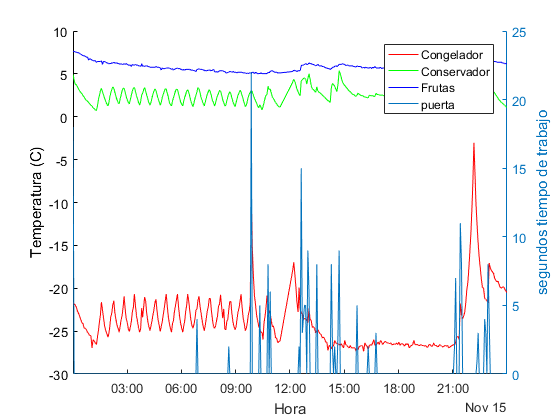 10
5
0
-5
-10
-15
-20
-25
-30
Temperatura (C)
25
20
15
10
5
0
segundos tiempo de trabajo
Congelador
Conservador
Frutas
puerta
03:00
06:00
09:00
12:00
15:00
18:00
21:00
Hora
Nov 15